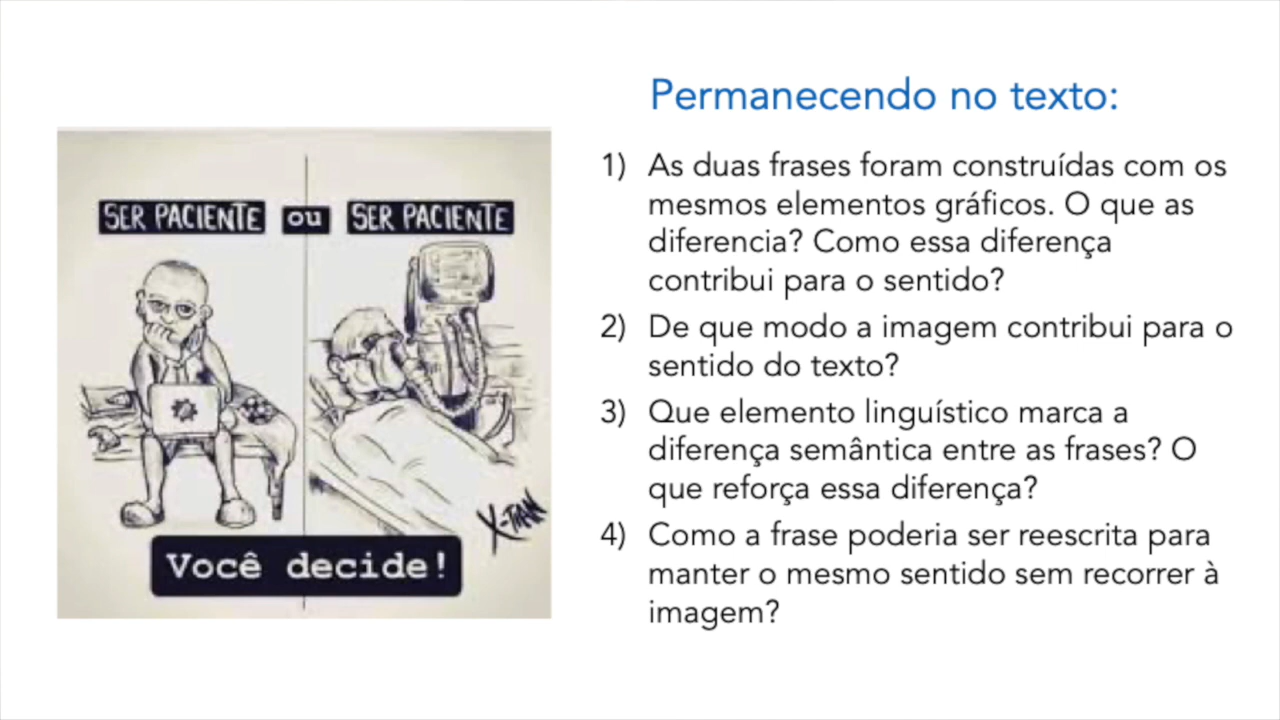 SER PACIENTE ou SER PACIENTE
X-TIAN
Você decide!
Permanecendo no texto:
1) As duas frases foram construídas com os
mesmos elementos gráficos. O que as
diferencia? Como essa diferença
contribui para o sentido?
2) De que modo a imagem contribui para o
sentido do texto?
3) Que elemento linguístico marca a
diferença semântica entre as frases? O
que reforça essa diferença?
4) Como a frase poderia ser reescrita para
manter o mesmo sentido sem recorrer à
imagem?